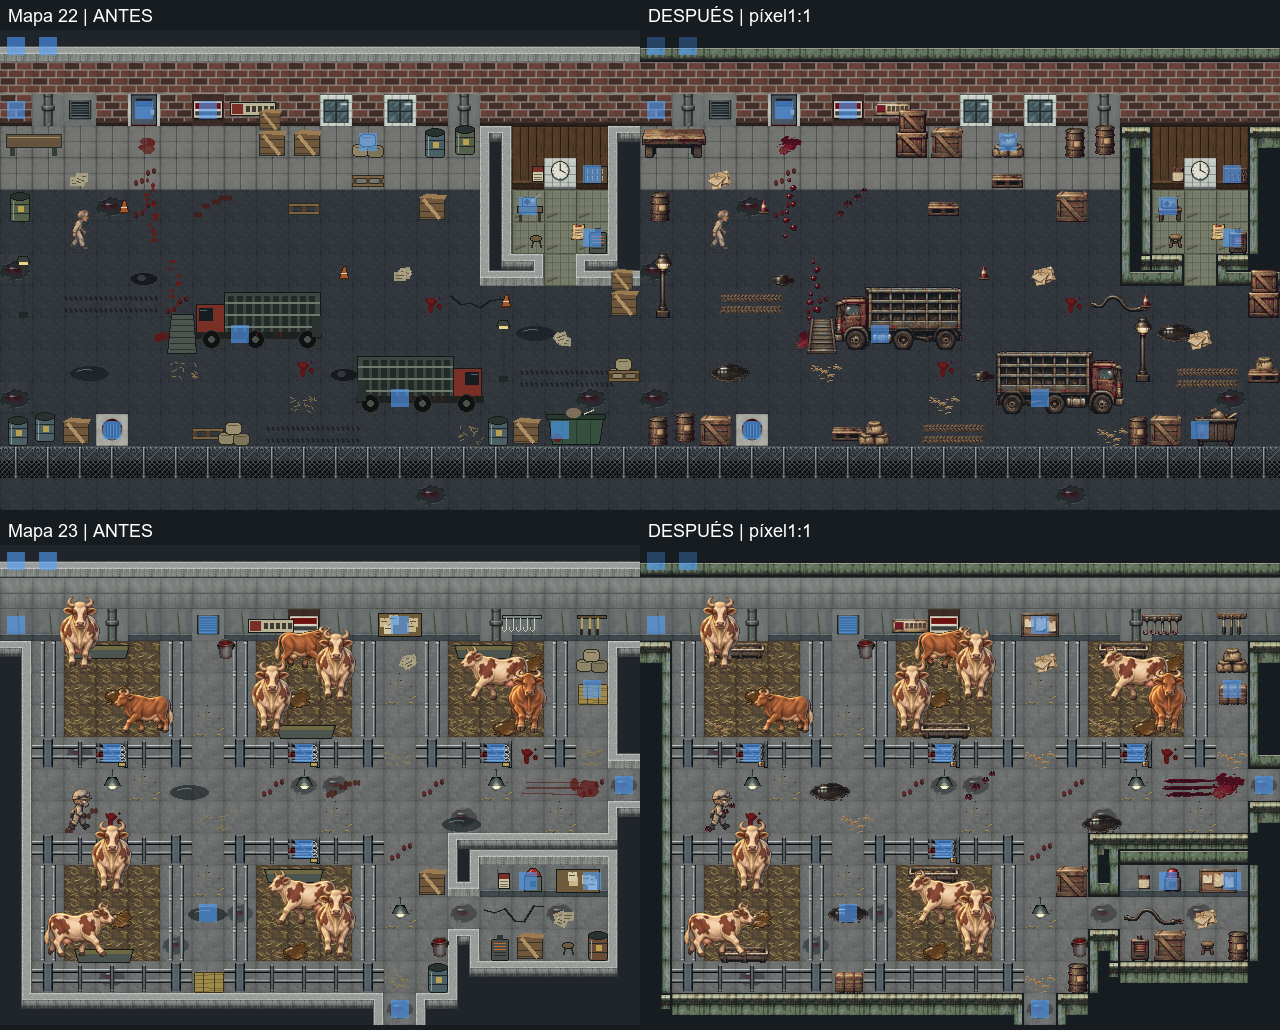 Mapa 22 | ANTES
DESPUÉS | píxel1:1
Mapa 23 | ANTES
DESPUÉS | píxel1:1